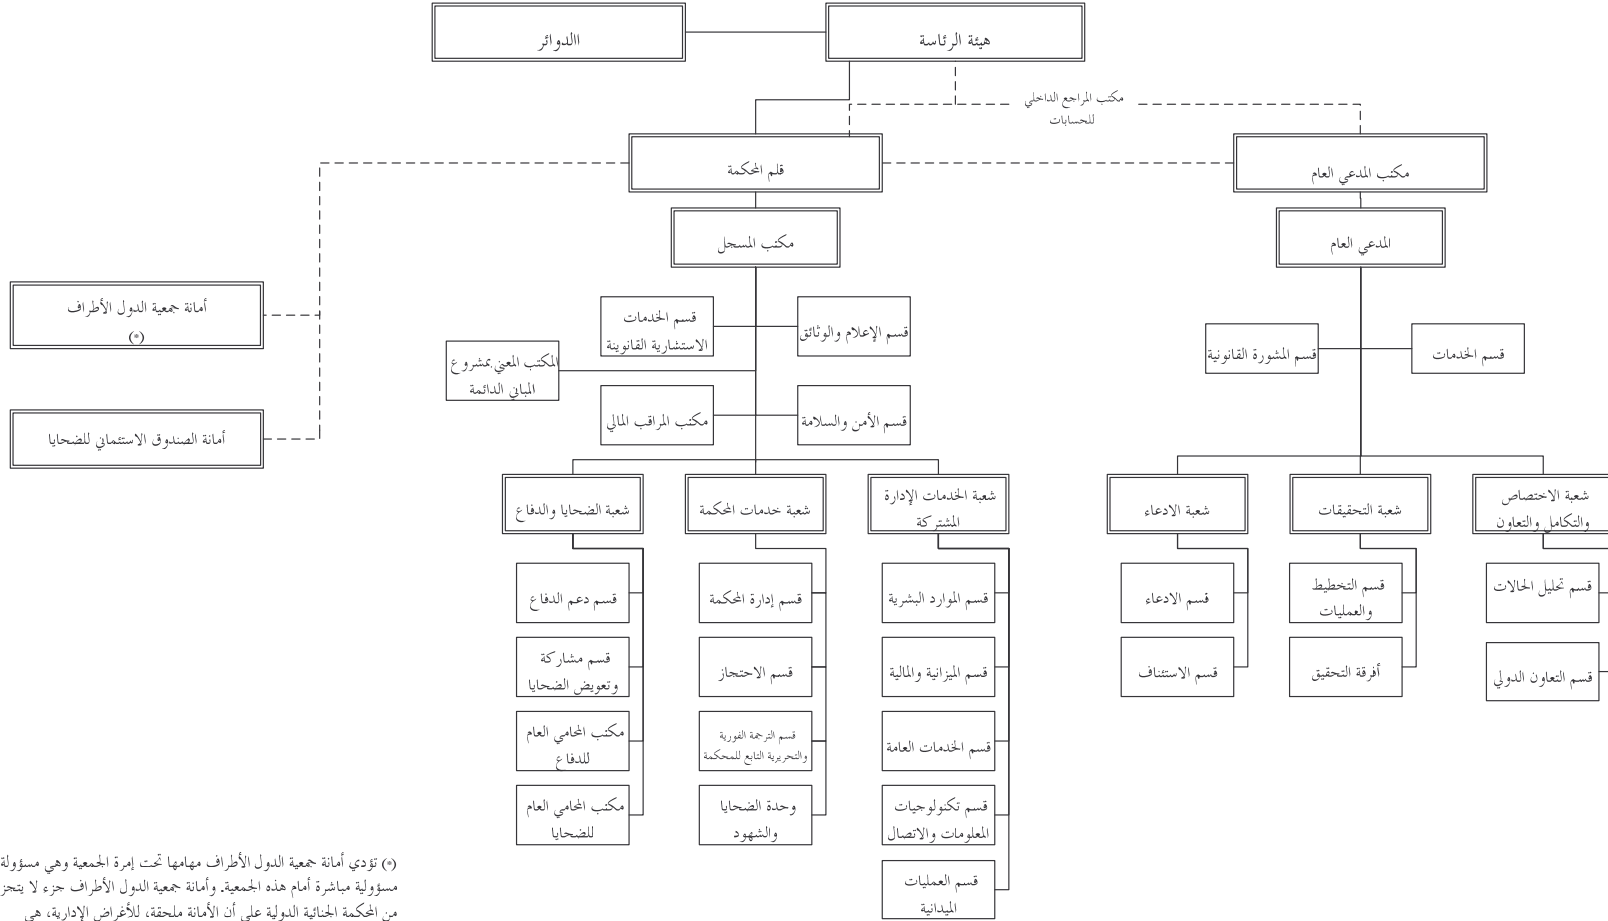 هيئة الرئاسة
االدوائر
مكتب المراجع الداخلي
للحسابات
مكتب المدعي العام
قلم المحكمة
المدعي العام
مكتب المسجل
أمانة جمعية الدول الأطراف
(*)
أمانة الصندوق الاستئماني للضحايا
قسم الإعلام والوثائق
قسم الخدمات
الاستشارية القانوينة
المكتب المعني بمشروع
المباني الدائمة
قسم الأمن والسلامة
مكتب المراقب المالي
قسم الخدمات
قسم المشورة القانونية
شعبة الاختصاص
والتكامل والتعاون
شعبة التحقيقات
شعبة الادعاء
شعبة الخدمات الإدارة
المشتركة
شعبة خدمات المحكمة
شعبة الضحايا والدفاع
قسم تحليل الحالات
قسم التعاون الدولي
قسم التخطيط
والعمليات
أفرقة التحقيق
قسم الادعاء
قسم الاستئناف
قسم الموارد البشرية
قسم الميزانية والمالية
قسم الخدمات العامة
قسم تكنولوجيات
المعلومات والاتصال
قسم العمليات
الميدانية
قسم إدارة المحكمة
قسم الاحتجاز
قسم الترجمة الفورية
والتحريرية التابع للمحكمة
وحدة الضحايا
والشهود
قسم دعم الدفاع
قسم مشاركة
وتعويض الضحايا
مكتب المحامي العام
للدفاع
مكتب المحامي العام
للضحايا
(*) تؤدي أمانة جمعية الدول الأطراف مهامها تحت إمرة الجمعية وهي مسؤولة
مسؤولية مباشرة أمام هذه الجمعية. وأمانة جمعية الدول الأطراف جزء لا يتجز
من المحكمة الجنائية الدولية على أن الأمانة ملحقة، للأغراض الإدارية، هي